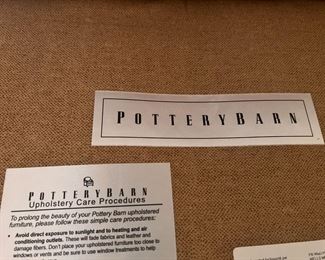 POTTERYBARN
POTTERYBARN
Upholstery Care Procedures
To prolong the beauty of your Pottery Barn upholstered
furniture, please follow these simple care procedures:
• Avoid direct exposure to sunlight and to heating and air
conditioning outlets. These will fade fabrics and leather and
damage fibers. Don't place your upholstered furniture too close to
windows or vents and be sure to use window treatments to help